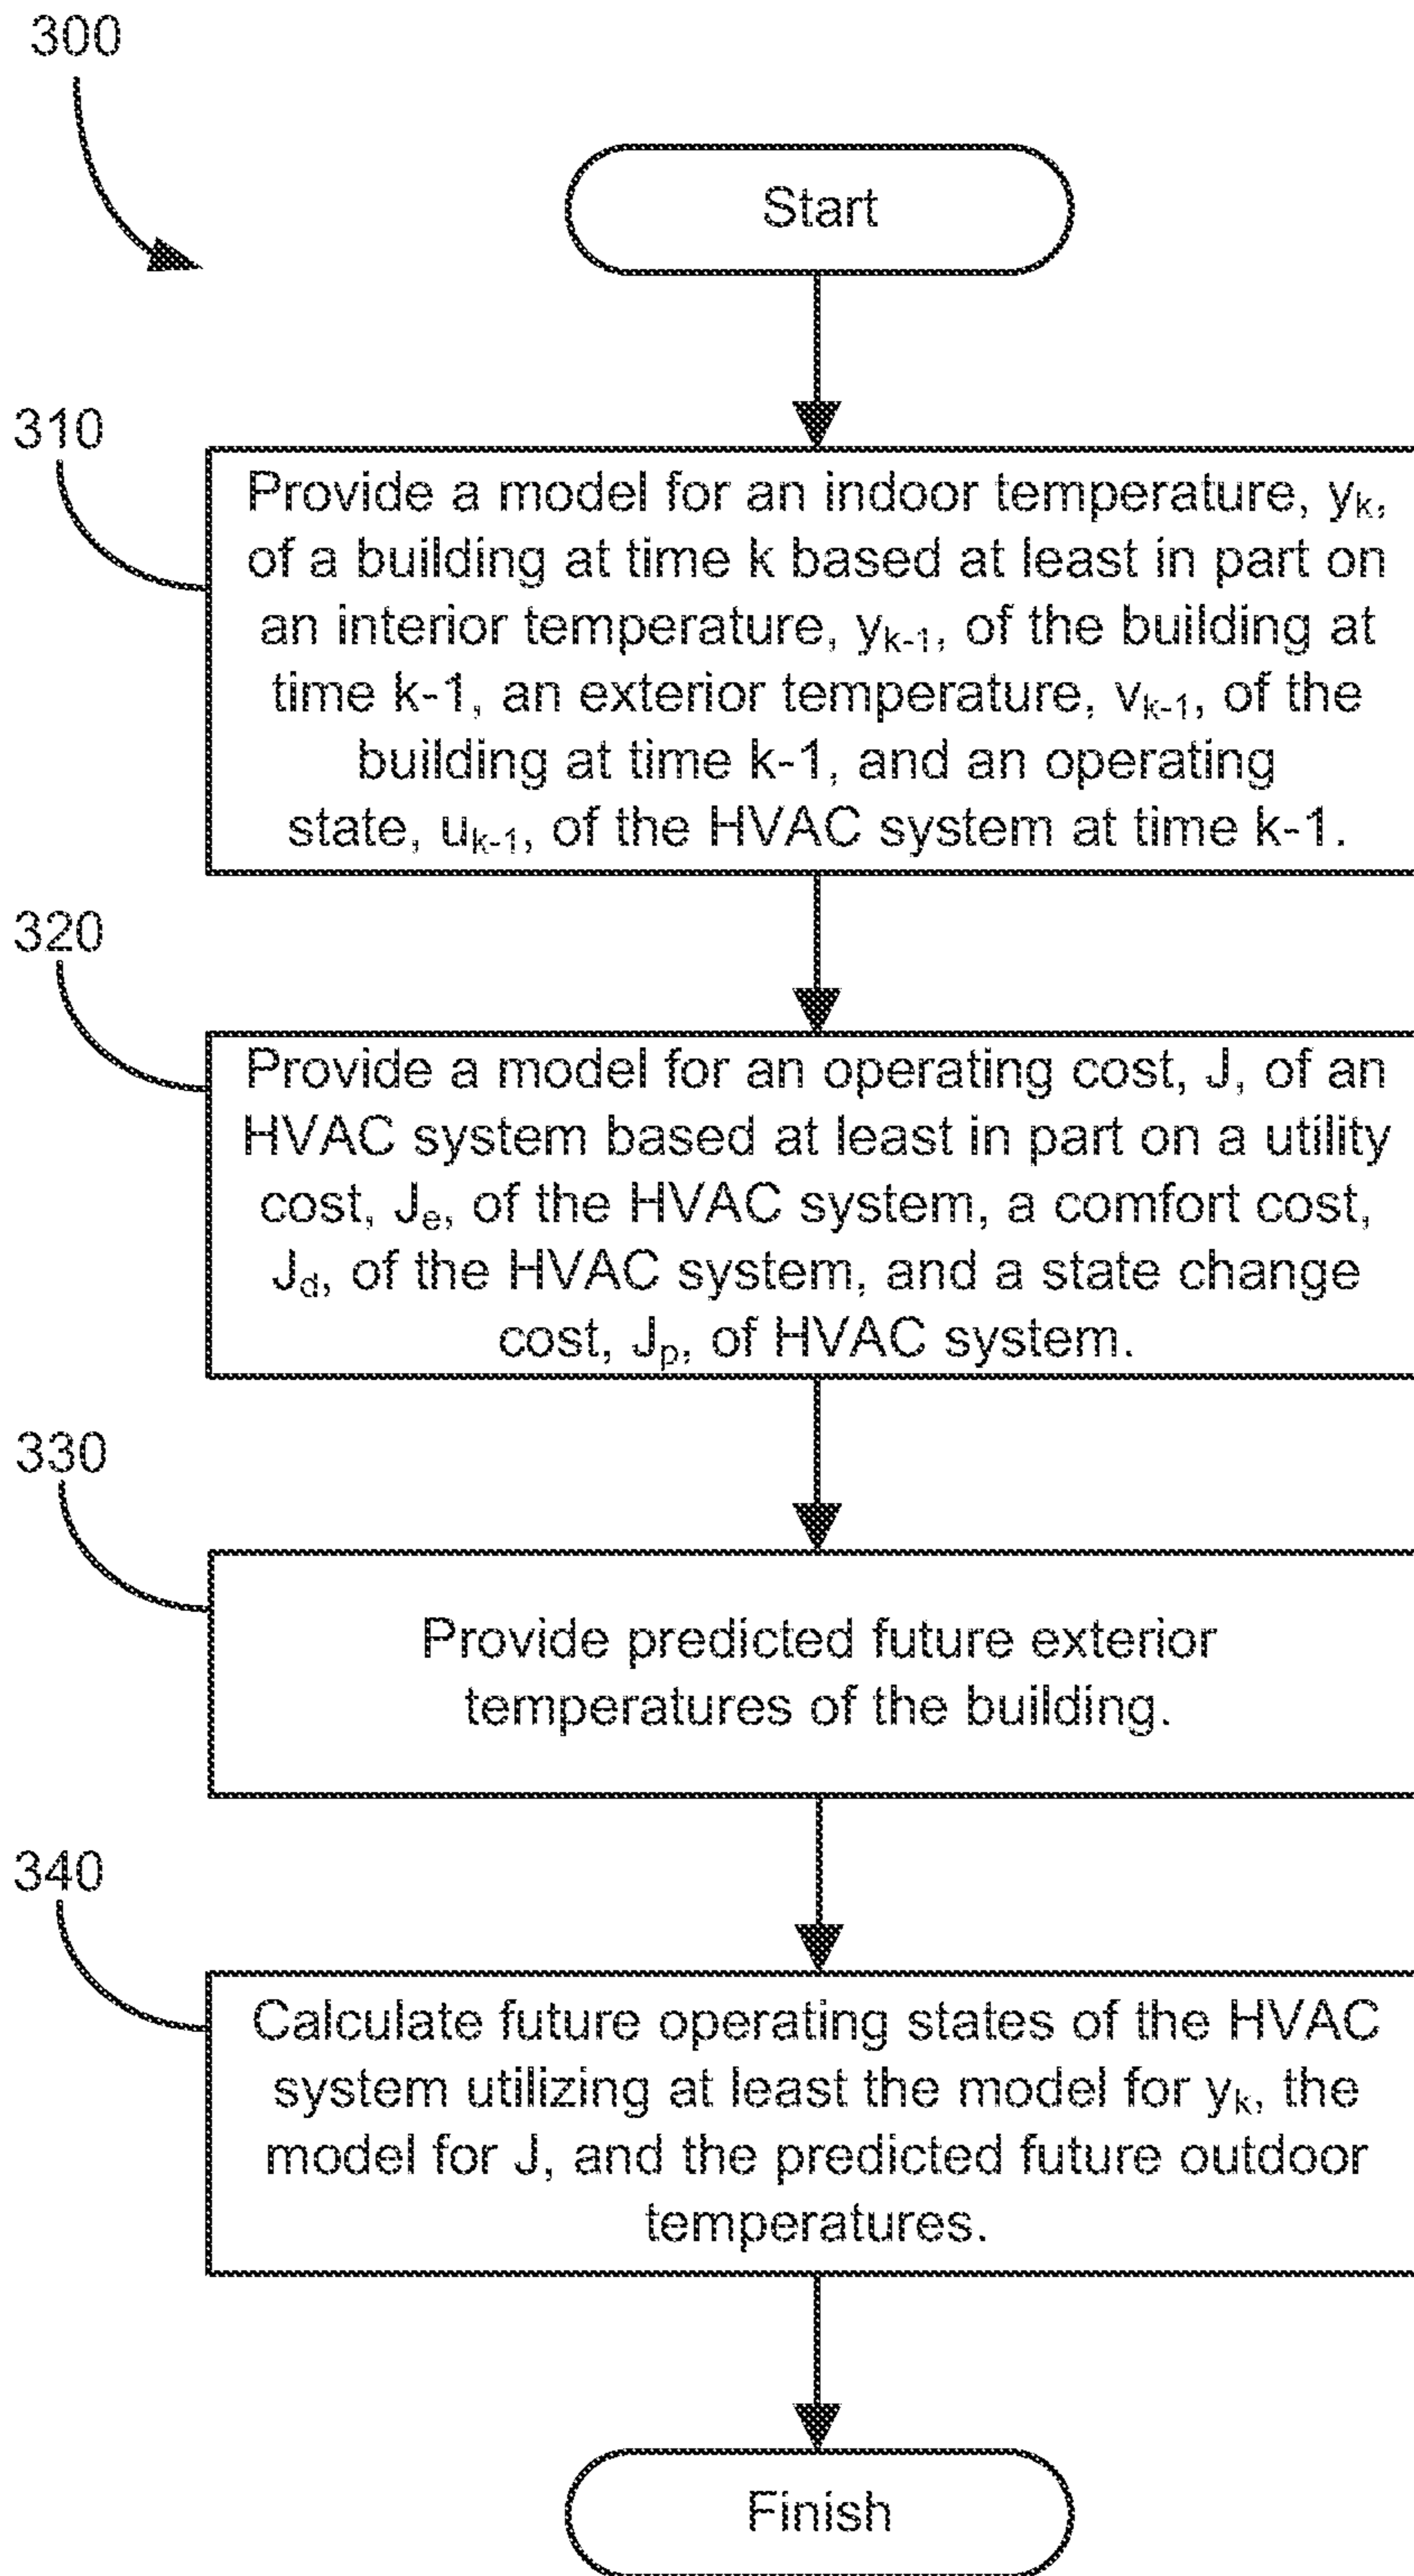 300
Start
310
Provide a model for an indoor temperature, yk,
of a building at time k based at least in part on
an interior temperature, yk-1, of the building at
time k-1, an exterior temperature, vk-1, of the
building at time k-1, and an operating
state, uk-1, of the HVAC system at time k-1.
320
Provide a model for an operating cost, J, of an
HVAC system based at least in part on a utility
cost, Je, of the HVAC system, a comfort cost,
Jd, of the HVAC system, and a state change
cost, Jp, of HVAC system.
330
Provide predicted future exterior
temperatures of the building.
340
Calculate future operating states of the HVAC
system utilizing at least the model for yk, the
model for J, and the predicted future outdoor
temperatures.
Finish